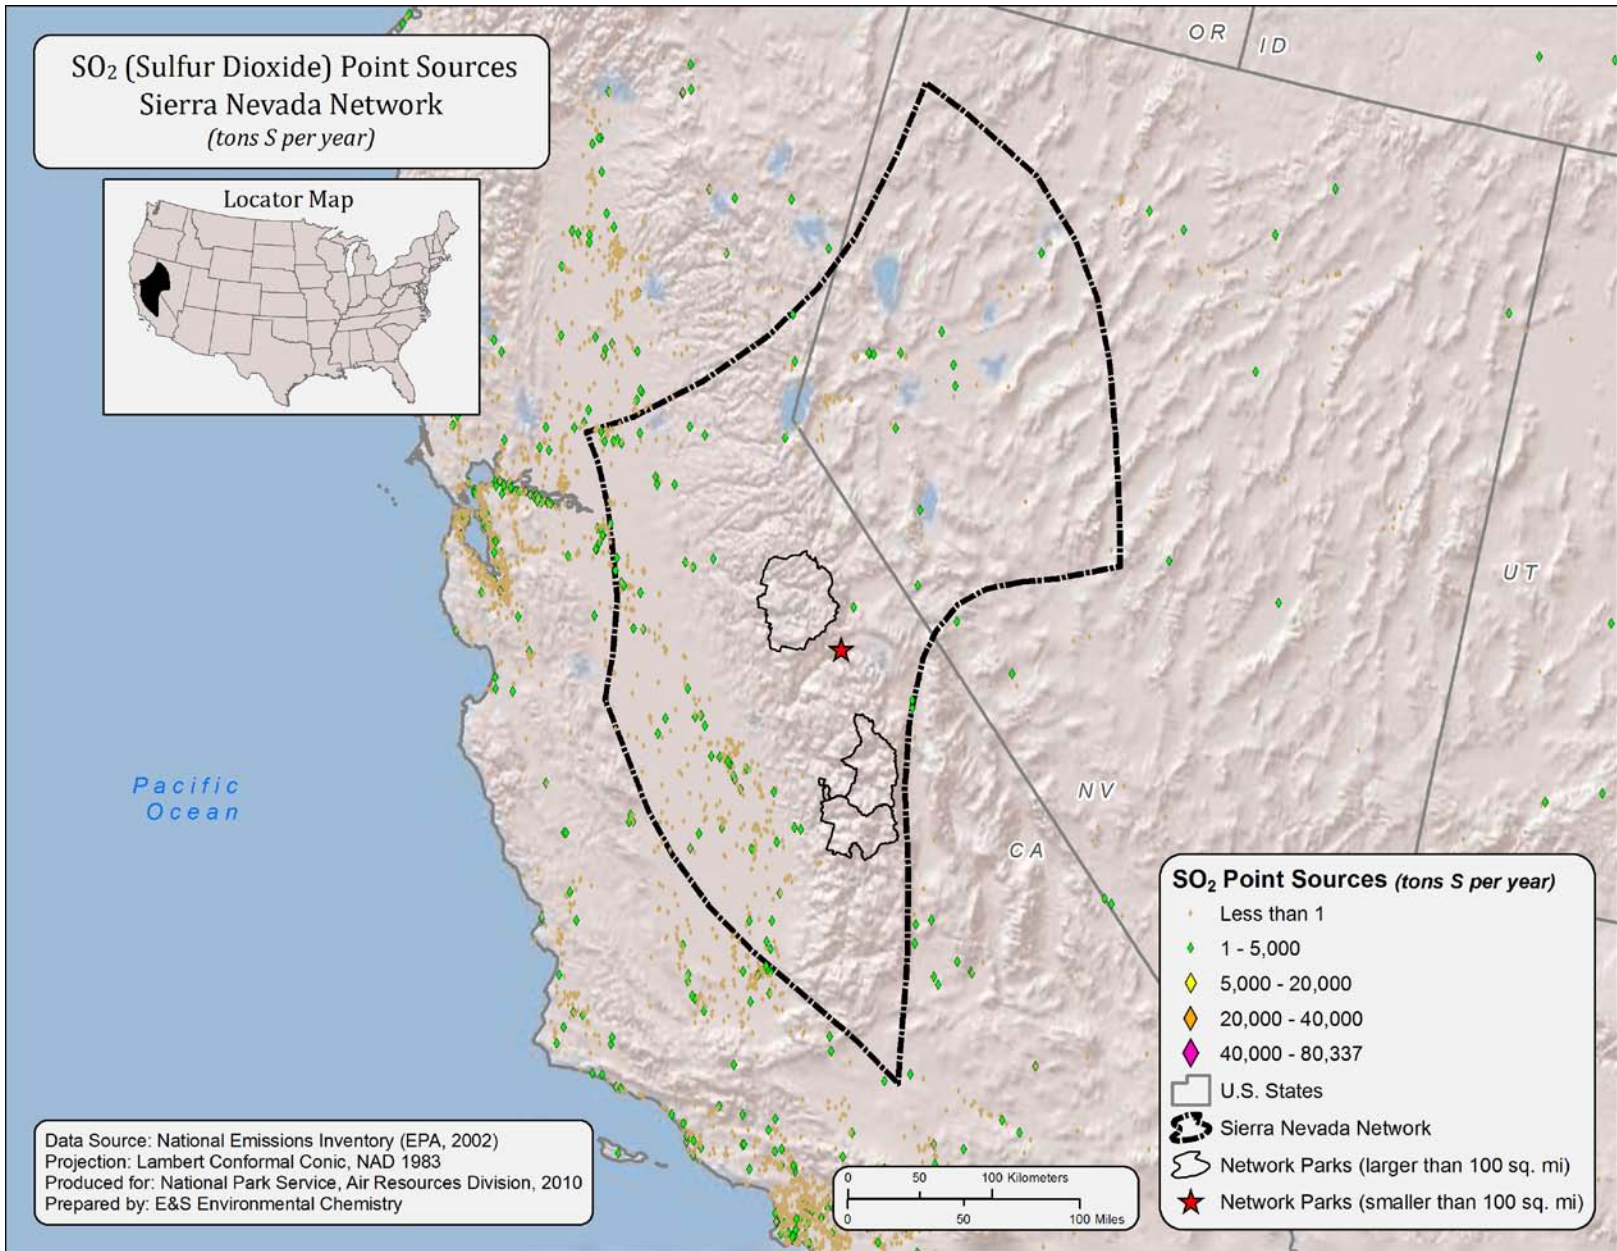 SO₂ (Sulfur Dioxide) Point Sources
Sierra Nevada Network
(tons S per year)
Locator Map
OR
ID
UT
NV
CA
Pacific
Ocean
SO₂ Point Sources (tons S per year)
Less than 1
1 - 5,000
5,000 - 20,000
20,000 - 40,000
40,000 - 80,337
U.S. States
Sierra Nevada Network
Network Parks (larger than 100 sq. mi)
Network Parks (smaller than 100 sq. mi)
Data Source: National Emissions Inventory (EPA, 2002)
Projection: Lambert Conformal Conic, NAD 1983
Produced for: National Park Service, Air Resources Division, 2010
Prepared by: E&S Environmental Chemistry
0 50 100 Kilometers
0 50 100 Miles